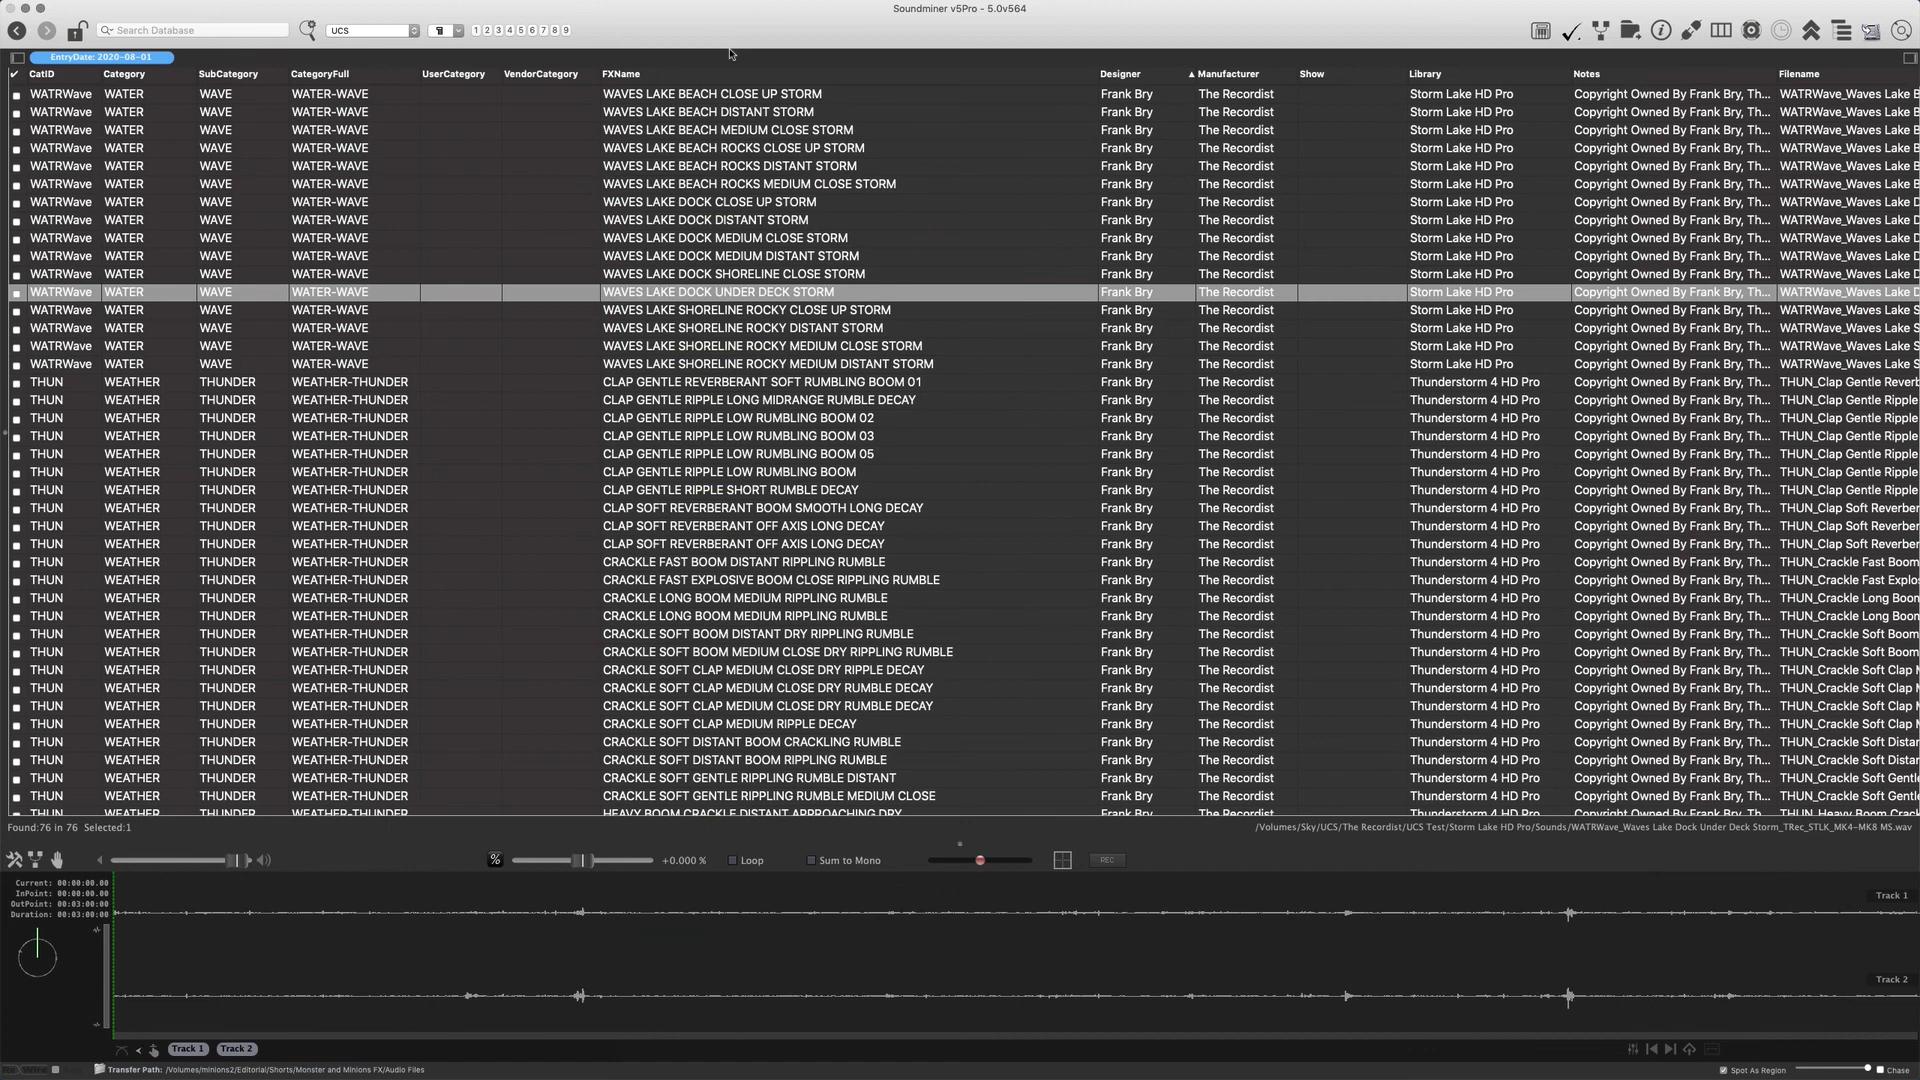 Soundminer v5Pro - 5.0v564
Search Database UCS 1 2 3 4 5 6 7 8 9
EntryDate: 2020-08-01
CatID Category SubCategory CategoryFull UserCategory VendorCategory FXName Designer ▲ Manufacturer Show Library Notes Filename
WATRWave WATER WAVE WATER-WAVE WAVES LAKE BEACH CLOSE UP STORM Frank Bry The Recordist Storm Lake HD Pro Copyright Owned By Frank Bry, Th... WATRWave_Waves Lake B
WATRWave WATER WAVE WATER-WAVE WAVES LAKE BEACH DISTANT STORM Frank Bry The Recordist Storm Lake HD Pro Copyright Owned By Frank Bry, Th... WATRWave_Waves Lake B
WATRWave WATER WAVE WATER-WAVE WAVES LAKE BEACH MEDIUM CLOSE STORM Frank Bry The Recordist Storm Lake HD Pro Copyright Owned By Frank Bry, Th... WATRWave_Waves Lake B
WATRWave WATER WAVE WATER-WAVE WAVES LAKE BEACH ROCKS CLOSE UP STORM Frank Bry The Recordist Storm Lake HD Pro Copyright Owned By Frank Bry, Th... WATRWave_Waves Lake B
WATRWave WATER WAVE WATER-WAVE WAVES LAKE BEACH ROCKS DISTANT STORM Frank Bry The Recordist Storm Lake HD Pro Copyright Owned By Frank Bry, Th... WATRWave_Waves Lake B
WATRWave WATER WAVE WATER-WAVE WAVES LAKE BEACH ROCKS MEDIUM CLOSE STORM Frank Bry The Recordist Storm Lake HD Pro Copyright Owned By Frank Bry, Th... WATRWave_Waves Lake B
WATRWave WATER WAVE WATER-WAVE WAVES LAKE DOCK CLOSE UP STORM Frank Bry The Recordist Storm Lake HD Pro Copyright Owned By Frank Bry, Th... WATRWave_Waves Lake D
WATRWave WATER WAVE WATER-WAVE WAVES LAKE DOCK DISTANT STORM Frank Bry The Recordist Storm Lake HD Pro Copyright Owned By Frank Bry, Th... WATRWave_Waves Lake D
WATRWave WATER WAVE WATER-WAVE WAVES LAKE DOCK MEDIUM CLOSE STORM Frank Bry The Recordist Storm Lake HD Pro Copyright Owned By Frank Bry, Th... WATRWave_Waves Lake D
WATRWave WATER WAVE WATER-WAVE WAVES LAKE DOCK MEDIUM DISTANT STORM Frank Bry The Recordist Storm Lake HD Pro Copyright Owned By Frank Bry, Th... WATRWave_Waves Lake D
WATRWave WATER WAVE WATER-WAVE WAVES LAKE DOCK SHORELINE CLOSE STORM Frank Bry The Recordist Storm Lake HD Pro Copyright Owned By Frank Bry, Th... WATRWave_Waves Lake D
WATRWave WATER WAVE WATER-WAVE WAVES LAKE DOCK UNDER DECK STORM Frank Bry The Recordist Storm Lake HD Pro Copyright Owned By Frank Bry, Th... WATRWave_Waves Lake D
WATRWave WATER WAVE WATER-WAVE WAVES LAKE SHORELINE ROCKY CLOSE UP STORM Frank Bry The Recordist Storm Lake HD Pro Copyright Owned By Frank Bry, Th... WATRWave_Waves Lake S
WATRWave WATER WAVE WATER-WAVE WAVES LAKE SHORELINE ROCKY DISTANT STORM Frank Bry The Recordist Storm Lake HD Pro Copyright Owned By Frank Bry, Th... WATRWave_Waves Lake S
WATRWave WATER WAVE WATER-WAVE WAVES LAKE SHORELINE ROCKY MEDIUM CLOSE STORM Frank Bry The Recordist Storm Lake HD Pro Copyright Owned By Frank Bry, Th... WATRWave_Waves Lake S
WATRWave WATER WAVE WATER-WAVE WAVES LAKE SHORELINE ROCKY MEDIUM DISTANT STORM Frank Bry The Recordist Storm Lake HD Pro Copyright Owned By Frank Bry, Th... WATRWave_Waves Lake S
THUN WEATHER THUNDER WEATHER-THUNDER CLAP GENTLE REVERBERANT SOFT RUMBLING BOOM 01 Frank Bry The Recordist Thunderstorm 4 HD Pro Copyright Owned By Frank Bry, Th... THUN_Clap Gentle Reverb
THUN WEATHER THUNDER WEATHER-THUNDER CLAP GENTLE RIPPLE LONG MIDRANGE RUMBLE DECAY Frank Bry The Recordist Thunderstorm 4 HD Pro Copyright Owned By Frank Bry, Th... THUN_Clap Gentle Ripple
THUN WEATHER THUNDER WEATHER-THUNDER CLAP GENTLE RIPPLE LOW RUMBLING BOOM 02 Frank Bry The Recordist Thunderstorm 4 HD Pro Copyright Owned By Frank Bry, Th... THUN_Clap Gentle Ripple
THUN WEATHER THUNDER WEATHER-THUNDER CLAP GENTLE RIPPLE LOW RUMBLING BOOM 03 Frank Bry The Recordist Thunderstorm 4 HD Pro Copyright Owned By Frank Bry, Th... THUN_Clap Gentle Ripple
THUN WEATHER THUNDER WEATHER-THUNDER CLAP GENTLE RIPPLE LOW RUMBLING BOOM 05 Frank Bry The Recordist Thunderstorm 4 HD Pro Copyright Owned By Frank Bry, Th... THUN_Clap Gentle Ripple
THUN WEATHER THUNDER WEATHER-THUNDER CLAP GENTLE RIPPLE LOW RUMBLING BOOM Frank Bry The Recordist Thunderstorm 4 HD Pro Copyright Owned By Frank Bry, Th... THUN_Clap Gentle Ripple
THUN WEATHER THUNDER WEATHER-THUNDER CLAP GENTLE RIPPLE SHORT RUMBLE DECAY Frank Bry The Recordist Thunderstorm 4 HD Pro Copyright Owned By Frank Bry, Th... THUN_Clap Gentle Ripple
THUN WEATHER THUNDER WEATHER-THUNDER CLAP SOFT REVERBERANT BOOM SMOOTH LONG DECAY Frank Bry The Recordist Thunderstorm 4 HD Pro Copyright Owned By Frank Bry, Th... THUN_Clap Soft Reverber
THUN WEATHER THUNDER WEATHER-THUNDER CLAP SOFT REVERBERANT OFF AXIS LONG DECAY Frank Bry The Recordist Thunderstorm 4 HD Pro Copyright Owned By Frank Bry, Th... THUN_Clap Soft Reverber
THUN WEATHER THUNDER WEATHER-THUNDER CLAP SOFT REVERBERANT OFF AXIS LONG DECAY Frank Bry The Recordist Thunderstorm 4 HD Pro Copyright Owned By Frank Bry, Th... THUN_Clap Soft Reverber
THUN WEATHER THUNDER WEATHER-THUNDER CRACKLE FAST BOOM DISTANT RIPPLING RUMBLE Frank Bry The Recordist Thunderstorm 4 HD Pro Copyright Owned By Frank Bry, Th... THUN_Crackle Fast Boom
THUN WEATHER THUNDER WEATHER-THUNDER CRACKLE FAST EXPLOSIVE BOOM CLOSE RIPPLING RUMBLE Frank Bry The Recordist Thunderstorm 4 HD Pro Copyright Owned By Frank Bry, Th... THUN_Crackle Fast Explos
THUN WEATHER THUNDER WEATHER-THUNDER CRACKLE LONG BOOM MEDIUM RIPPLING RUMBLE Frank Bry The Recordist Thunderstorm 4 HD Pro Copyright Owned By Frank Bry, Th... THUN_Crackle Long Boon
THUN WEATHER THUNDER WEATHER-THUNDER CRACKLE LONG BOOM MEDIUM RIPPLING RUMBLE Frank Bry The Recordist Thunderstorm 4 HD Pro Copyright Owned By Frank Bry, Th... THUN_Crackle Long Boon
THUN WEATHER THUNDER WEATHER-THUNDER CRACKLE SOFT BOOM DISTANT DRY RIPPLING RUMBLE Frank Bry The Recordist Thunderstorm 4 HD Pro Copyright Owned By Frank Bry, Th... THUN_Crackle Soft Boom
THUN WEATHER THUNDER WEATHER-THUNDER CRACKLE SOFT BOOM MEDIUM CLOSE DRY RIPPLING RUMBLE Frank Bry The Recordist Thunderstorm 4 HD Pro Copyright Owned By Frank Bry, Th... THUN_Crackle Soft Boom
THUN WEATHER THUNDER WEATHER-THUNDER CRACKLE SOFT CLAP MEDIUM CLOSE DRY RIPPLE DECAY Frank Bry The Recordist Thunderstorm 4 HD Pro Copyright Owned By Frank Bry, Th... THUN_Crackle Soft Clap M
THUN WEATHER THUNDER WEATHER-THUNDER CRACKLE SOFT CLAP MEDIUM CLOSE DRY RUMBLE DECAY Frank Bry The Recordist Thunderstorm 4 HD Pro Copyright Owned By Frank Bry, Th... THUN_Crackle Soft Clap M
THUN WEATHER THUNDER WEATHER-THUNDER CRACKLE SOFT CLAP MEDIUM CLOSE DRY RUMBLE DECAY Frank Bry The Recordist Thunderstorm 4 HD Pro Copyright Owned By Frank Bry, Th... THUN_Crackle Soft Clap M
THUN WEATHER THUNDER WEATHER-THUNDER CRACKLE SOFT CLAP MEDIUM RIPPLE DECAY Frank Bry The Recordist Thunderstorm 4 HD Pro Copyright Owned By Frank Bry, Th... THUN_Crackle Soft Clap M
THUN WEATHER THUNDER WEATHER-THUNDER CRACKLE SOFT DISTANT BOOM CRACKLING RUMBLE Frank Bry The Recordist Thunderstorm 4 HD Pro Copyright Owned By Frank Bry, Th... THUN_Crackle Soft Distan
THUN WEATHER THUNDER WEATHER-THUNDER CRACKLE SOFT DISTANT BOOM RIPPLING RUMBLE Frank Bry The Recordist Thunderstorm 4 HD Pro Copyright Owned By Frank Bry, Th... THUN_Crackle Soft Distan
THUN WEATHER THUNDER WEATHER-THUNDER CRACKLE SOFT GENTLE RIPPLING RUMBLE DISTANT Frank Bry The Recordist Thunderstorm 4 HD Pro Copyright Owned By Frank Bry, Th... THUN_Crackle Soft Gentle
THUN WEATHER THUNDER WEATHER-THUNDER CRACKLE SOFT GENTLE RIPPLING RUMBLE MEDIUM CLOSE Frank Bry The Recordist Thunderstorm 4 HD Pro Copyright Owned By Frank Bry, Th... THUN_Crackle Soft Gentle
THUN WEATHER THUNDER WEATHER-THUNDER HEAVY BOOM CRACKLE DISTANT APPROACHING DRY Frank Bry The Recordist Thunderstorm 4 HD Pro Copyright Owned By Frank Bry, Th... THUN_Heavy Boom Crack
Found:76 in 76 Selected:1 /Volumes/Sky/UCS/The Recordist/UCS Test/Storm Lake HD Pro/Sounds/WATRWave_Waves Lake Dock Under Deck Storm_TRec_STLK_MK4-MK8 MS.wav
% +0.000 % Loop Sum to Mono REC
Current: 00:00:00.00
InPoint: 00:00:00.00
OutPoint: 00:03:00:00
Duration: 00:03:00:00
Track 1
Track 2
Track 1 Track 2
Transfer Path: /Volumes/minions2/Editorial/Shorts/Monster and Minions FX/Audio Files Spot As Region Chase